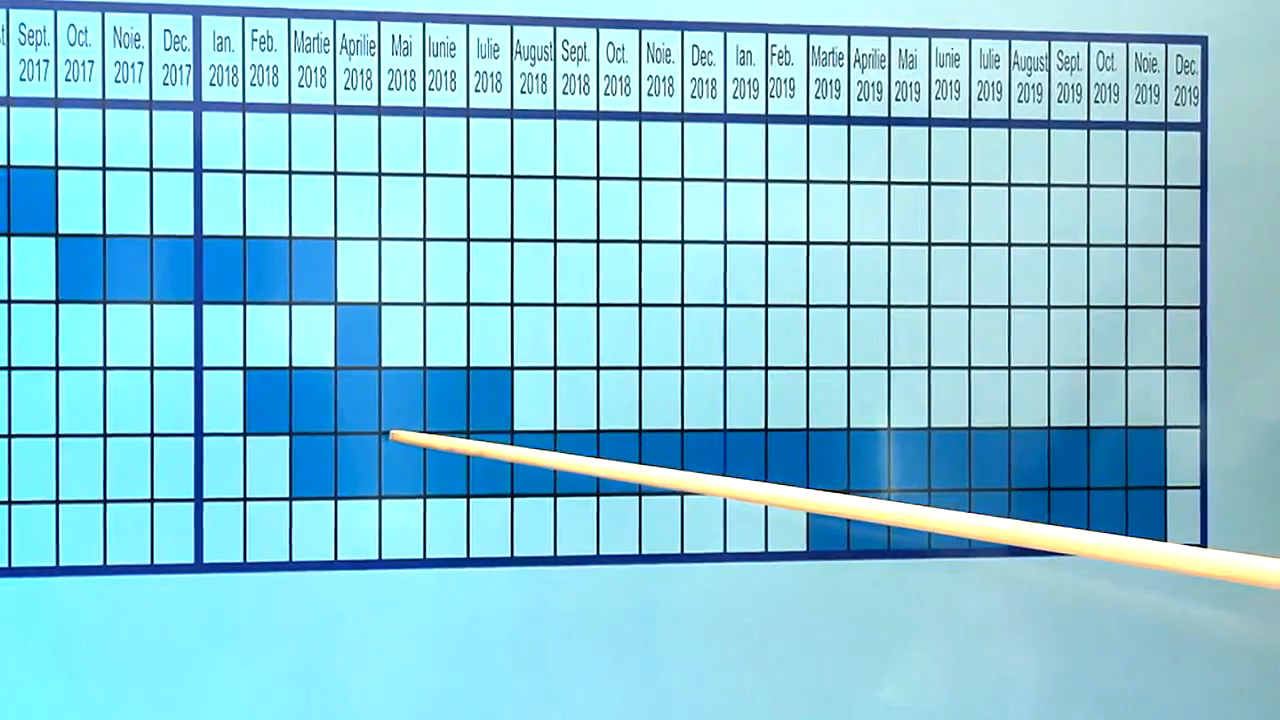 Sept. Oct. Noie. Dec. Ian. Feb. Martie Aprilie Mai Iunie Iulie August Sept. Oct. Noie. Dec. Ian. Feb. Martie Aprilie Mai Iunie Iulie August Sept. Oct. Noie. Dec.
2017 2017 2017 2017 2018 2018 2018 2018 2018 2018 2018 2018 2018 2018 2018 2018 2019 2019 2019 2019 2019 2019 2019 2019 2019 2019 2019 2019